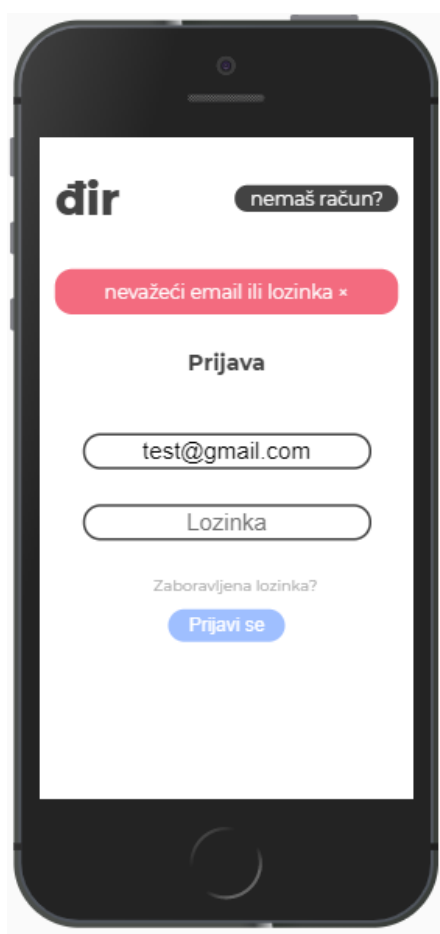 đir
nemaš račun?
nevažeći email ili lozinka ×
Prijava
test@gmail.com
Lozinka
Zaboravljena lozinka?
Prijavi se